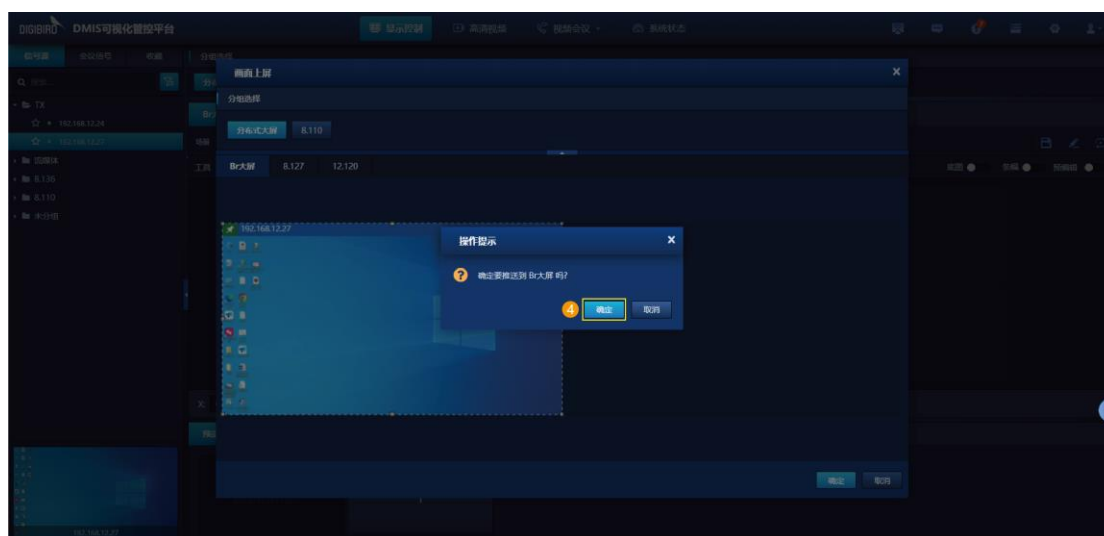 DIGIBIRD DMIS可视化管控平台 显示控制 高清视频 视频会议 系统状态
信号源 会议信号 收藏
画面上屏
分组选择
TX
192.168.12.24
分布式大屏 8.110
192.168.12.27
场景
流媒体
工具 Br大屏 8.127 12.120
8.136
8.110
未分组
192.168.12.27
操作提示
确定要推送到 Br大屏 吗?
4 确定 取消
确定 取消
192.168.12.27